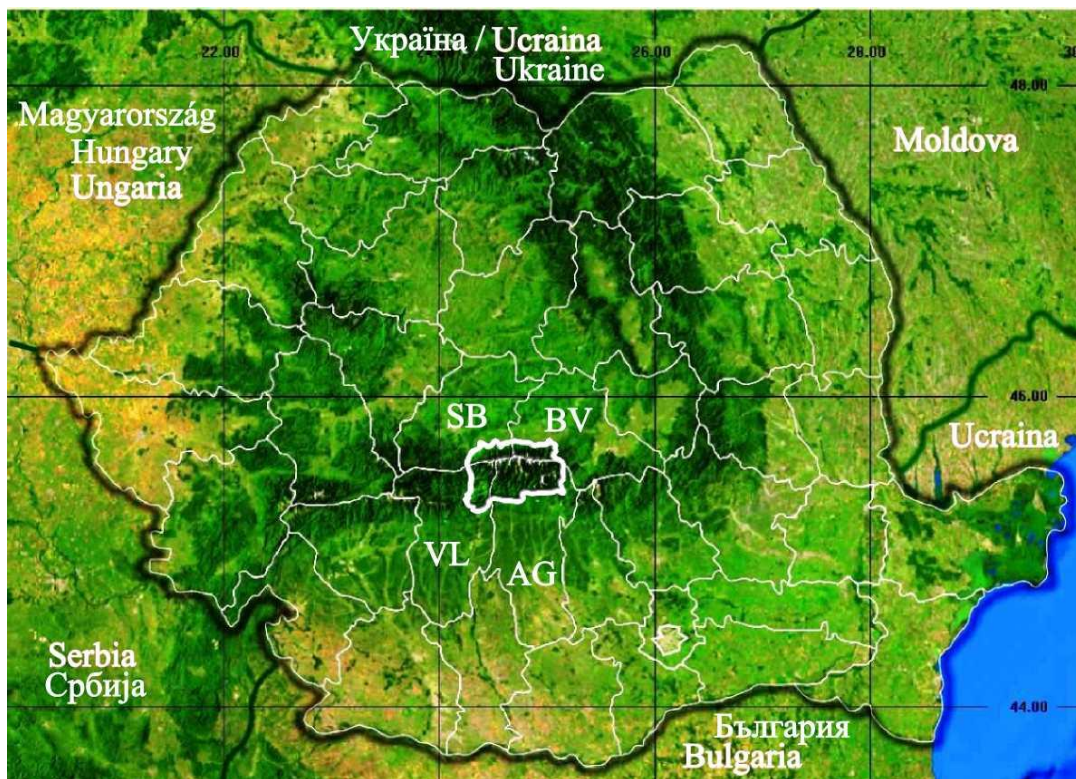 Україна / Ucraina
Ukraine
22.00
26.00
28.00
30
48.00
Magyarország
Hungary
Ungaria
Moldova
46.00
SB
BV
Ucraina
VL
AG
Serbia
Србија
44.00
България
Bulgaria